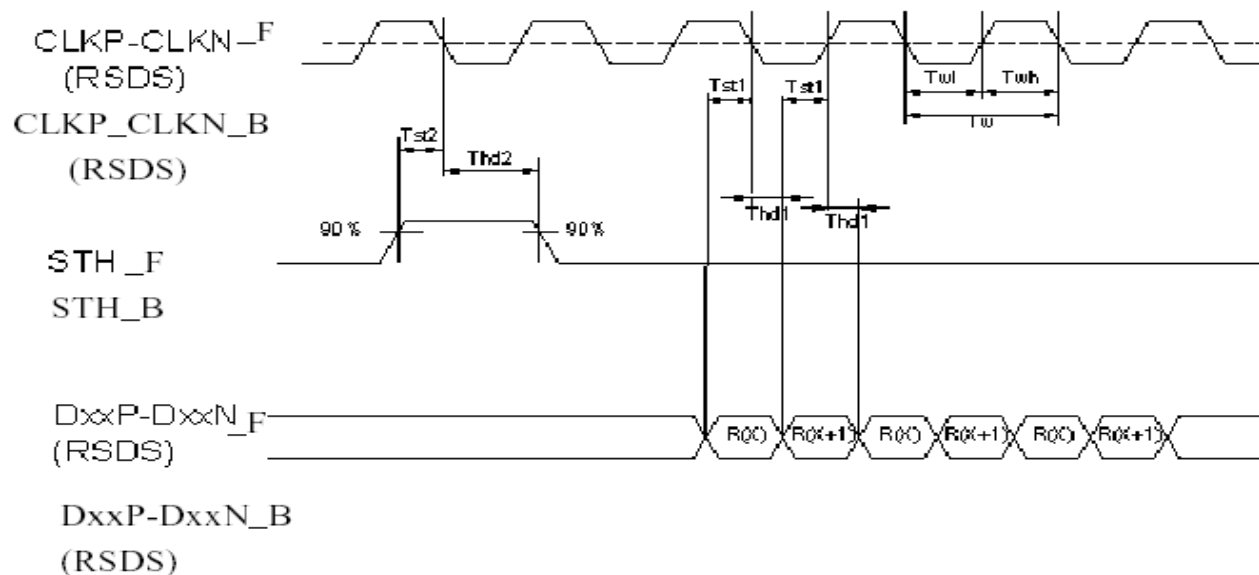 CLKP-CLKN_F
(RSDS)
CLKP_CLKN_B
(RSDS)
Tst1
Tst1
Twl
Twh
Tw
Tst2
Thd2
Thd1
Thd1
90%
90%
STH_F
STH_B
DxxP-DxxN_F
(RSDS)
R(X)
R(X+1)
R(X)
R(X+1)
R(X)
R(X+1)
DxxP-DxxN_B
(RSDS)